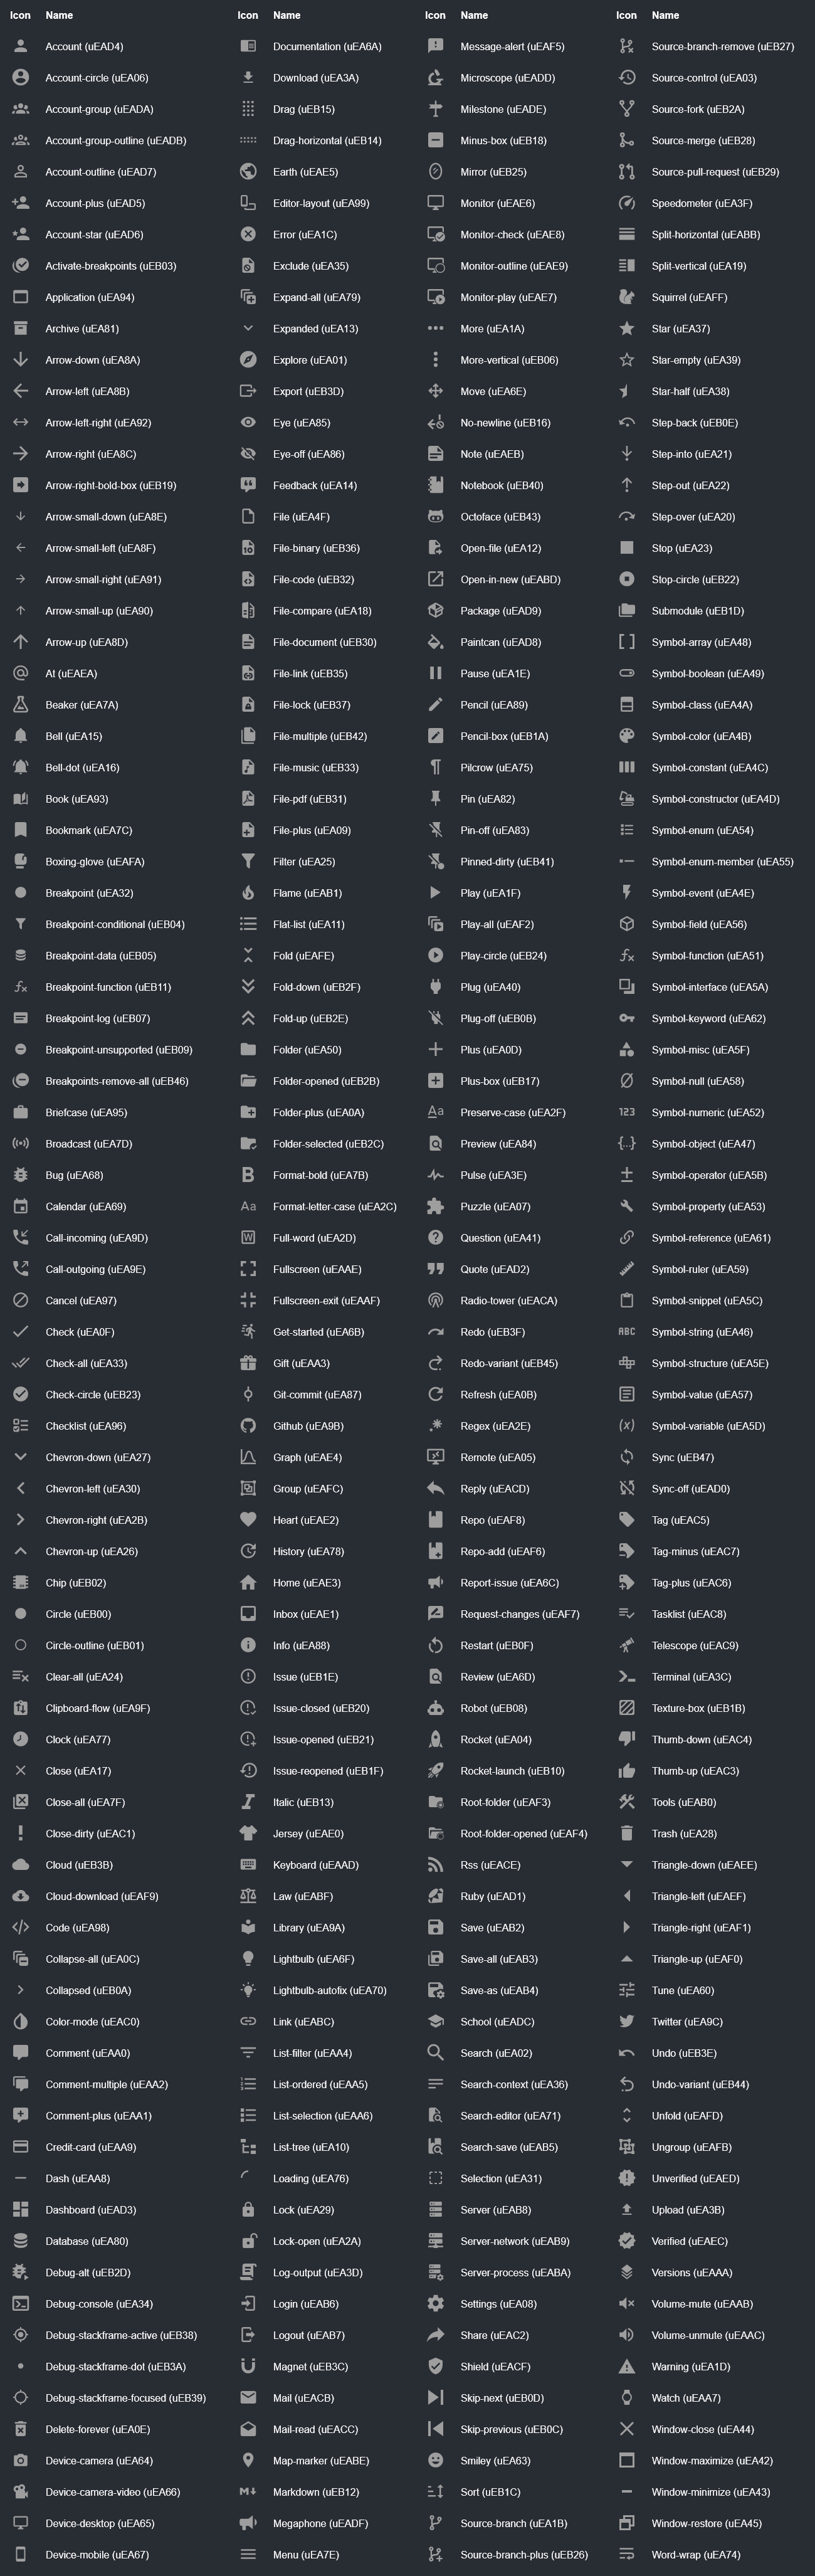 Icon Name Icon Name Icon Name Icon Name
Account (uEAD4) Documentation (uEA6A) Message-alert (uEAF5) Source-branch-remove (uEB27)
Account-circle (uEA06) Download (uEA3A) Microscope (uEADD) Source-control (uEA03)
Account-group (uEADA) Drag (uEB15) Milestone (uEADE) Source-fork (uEB2A)
Account-group-outline (uEADB) Drag-horizontal (uEB14) Minus-box (uEB18) Source-merge (uEB28)
Account-outline (uEAD7) Earth (uEAE5) Mirror (uEB25) Source-pull-request (uEB29)
Account-plus (uEAD5) Editor-layout (uEA99) Monitor (uEAE6) Speedometer (uEA3F)
Account-star (uEAD6) Error (uEA1C) Monitor-check (uEAE8) Split-horizontal (uEABB)
Activate-breakpoints (uEB03) Exclude (uEA35) Monitor-outline (uEAE9) Split-vertical (uEA19)
Application (uEA94) Expand-all (uEA79) Monitor-play (uEAE7) Squirrel (uEAFF)
Archive (uEA81) Expanded (uEA13) More (uEA1A) Star (uEA37)
Arrow-down (uEA8A) Explore (uEA01) More-vertical (uEB06) Star-empty (uEA39)
Arrow-left (uEA8B) Export (uEB3D) Move (uEA6E) Star-half (uEA38)
Arrow-left-right (uEA92) Eye (uEA85) No-newline (uEB16) Step-back (uEB0E)
Arrow-right (uEA8C) Eye-off (uEA86) Note (uEAEB) Step-into (uEA21)
Arrow-right-bold-box (uEB19) Feedback (uEA14) Notebook (uEB40) Step-out (uEA22)
Arrow-small-down (uEA8E) File (uEA4F) Octoface (uEB43) Step-over (uEA20)
Arrow-small-left (uEA8F) File-binary (uEB36) Open-file (uEA12) Stop (uEA23)
Arrow-small-right (uEA91) File-code (uEB32) Open-in-new (uEABD) Stop-circle (uEB22)
Arrow-small-up (uEA90) File-compare (uEA18) Package (uEAD9) Submodule (uEB1D)
Arrow-up (uEA8D) File-document (uEB30) Paintcan (uEAD8) Symbol-array (uEA48)
At (uEAEA) File-link (uEB35) Pause (uEA1E) Symbol-boolean (uEA49)
Beaker (uEA7A) File-lock (uEB37) Pencil (uEA89) Symbol-class (uEA4A)
Bell (uEA15) File-multiple (uEB42) Pencil-box (uEB1A) Symbol-color (uEA4B)
Bell-dot (uEA16) File-music (uEB33) Pilcrow (uEA75) Symbol-constant (uEA4C)
Book (uEA93) File-pdf (uEB31) Pin (uEA82) Symbol-constructor (uEA4D)
Bookmark (uEA7C) File-plus (uEA09) Pin-off (uEA83) Symbol-enum (uEA54)
Boxing-glove (uEAFA) Filter (uEA25) Pinned-dirty (uEB41) Symbol-enum-member (uEA55)
Breakpoint (uEA32) Flame (uEAB1) Play (uEA1F) Symbol-event (uEA4E)
Breakpoint-conditional (uEB04) Flat-list (uEA11) Play-all (uEAF2) Symbol-field (uEA56)
Breakpoint-data (uEB05) Fold (uEAFE) Play-circle (uEB24) Symbol-function (uEA51)
Breakpoint-function (uEB11) Fold-down (uEB2F) Plug (uEA40) Symbol-interface (uEA5A)
Breakpoint-log (uEB07) Fold-up (uEB2E) Plug-off (uEB0B) Symbol-keyword (uEA62)
Breakpoint-unsupported (uEB09) Folder (uEA50) Plus (uEA0D) Symbol-misc (uEA5F)
Breakpoints-remove-all (uEB46) Folder-opened (uEB2B) Plus-box (uEB17) Symbol-null (uEA58)
Briefcase (uEA95) Folder-plus (uEA0A) Aa Preserve-case (uEA2F) 123 Symbol-numeric (uEA52)
Broadcast (uEA7D) Folder-selected (uEB2C) Preview (uEA84) {...} Symbol-object (uEA47)
Bug (uEA68) B Format-bold (uEA7B) Pulse (uEA3E) Symbol-operator (uEA5B)
Calendar (uEA69) Aa Format-letter-case (uEA2C) Puzzle (uEA07) Symbol-property (uEA53)
Call-incoming (uEA9D) W Full-word (uEA2D) Question (uEA41) Symbol-reference (uEA61)
Call-outgoing (uEA9E) Fullscreen (uEAAE) Quote (uEAD2) Symbol-ruler (uEA59)
Cancel (uEA97) Fullscreen-exit (uEAAF) Radio-tower (uEACA) Symbol-snippet (uEA5C)
Check (uEA0F) Get-started (uEA6B) Redo (uEB3F) ABC Symbol-string (uEA46)
Check-all (uEA33) Gift (uEAA3) Redo-variant (uEB45) Symbol-structure (uEA5E)
Check-circle (uEB23) Git-commit (uEA87) Refresh (uEA0B) Symbol-value (uEA57)
Checklist (uEA96) Github (uEA9B) Regex (uEA2E) (x) Symbol-variable (uEA5D)
Chevron-down (uEA27) Graph (uEAE4) Remote (uEA05) Sync (uEB47)
Chevron-left (uEA30) Group (uEAFC) Reply (uEACD) Sync-off (uEAD0)
Chevron-right (uEA2B) Heart (uEAE2) Repo (uEAF8) Tag (uEAC5)
Chevron-up (uEA26) History (uEA78) Repo-add (uEAF6) Tag-minus (uEAC7)
Chip (uEB02) Home (uEAE3) Report-issue (uEA6C) Tag-plus (uEAC6)
Circle (uEB00) Inbox (uEAE1) Request-changes (uEAF7) Tasklist (uEAC8)
Circle-outline (uEB01) Info (uEA88) Restart (uEB0F) Telescope (uEAC9)
Clear-all (uEA24) Issue (uEB1E) Review (uEA6D) Terminal (uEA3C)
Clipboard-flow (uEA9F) Issue-closed (uEB20) Robot (uEB08) Texture-box (uEB1B)
Clock (uEA77) Issue-opened (uEB21) Rocket (uEA04) Thumb-down (uEAC4)
Close (uEA17) Issue-reopened (uEB1F) Rocket-launch (uEB10) Thumb-up (uEAC3)
Close-all (uEA7F) Italic (uEB13) Root-folder (uEAF3) Tools (uEAB0)
Close-dirty (uEAC1) Jersey (uEAE0) Root-folder-opened (uEAF4) Trash (uEA28)
Cloud (uEB3B) Keyboard (uEAAD) Rss (uEACE) Triangle-down (uEAEE)
Cloud-download (uEAF9) Law (uEABF) Ruby (uEAD1) Triangle-left (uEAEF)
Code (uEA98) Library (uEA9A) Save (uEAB2) Triangle-right (uEAF1)
Collapse-all (uEA0C) Lightbulb (uEA6F) Save-all (uEAB3) Triangle-up (uEAF0)
Collapsed (uEB0A) Lightbulb-autofix (uEA70) Save-as (uEAB4) Tune (uEA60)
Color-mode (uEAC0) Link (uEABC) School (uEADC) Twitter (uEA9C)
Comment (uEAA0) List-filter (uEAA4) Search (uEA02) Undo (uEB3E)
Comment-multiple (uEAA2) List-ordered (uEAA5) Search-context (uEA36) Undo-variant (uEB44)
Comment-plus (uEAA1) List-selection (uEAA6) Search-editor (uEA71) Unfold (uEAFD)
Credit-card (uEAA9) List-tree (uEA10) Search-save (uEAB5) Ungroup (uEAFB)
Dash (uEAA8) Loading (uEA76) Selection (uEA31) Unverified (uEAED)
Dashboard (uEAD3) Lock (uEA29) Server (uEAB8) Upload (uEA3B)
Database (uEA80) Lock-open (uEA2A) Server-network (uEAB9) Verified (uEAEC)
Debug-alt (uEB2D) Log-output (uEA3D) Server-process (uEABA) Versions (uEAAA)
Debug-console (uEA34) Login (uEAB6) Settings (uEA08) Volume-mute (uEAAB)
Debug-stackframe-active (uEB38) Logout (uEAB7) Share (uEAC2) Volume-unmute (uEAAC)
Debug-stackframe-dot (uEB3A) Magnet (uEB3C) Shield (uEACF) Warning (uEA1D)
Debug-stackframe-focused (uEB39) Mail (uEACB) Skip-next (uEB0D) Watch (uEAA7)
Delete-forever (uEA0E) Mail-read (uEACC) Skip-previous (uEB0C) Window-close (uEA44)
Device-camera (uEA64) Map-marker (uEABE) Smiley (uEA63) Window-maximize (uEA42)
Device-camera-video (uEA66) Markdown (uEB12) Sort (uEB1C) Window-minimize (uEA43)
Device-desktop (uEA65) Megaphone (uEADF) Source-branch (uEA1B) Window-restore (uEA45)
Device-mobile (uEA67) Menu (uEA7E) Source-branch-plus (uEB26) Word-wrap (uEA74)